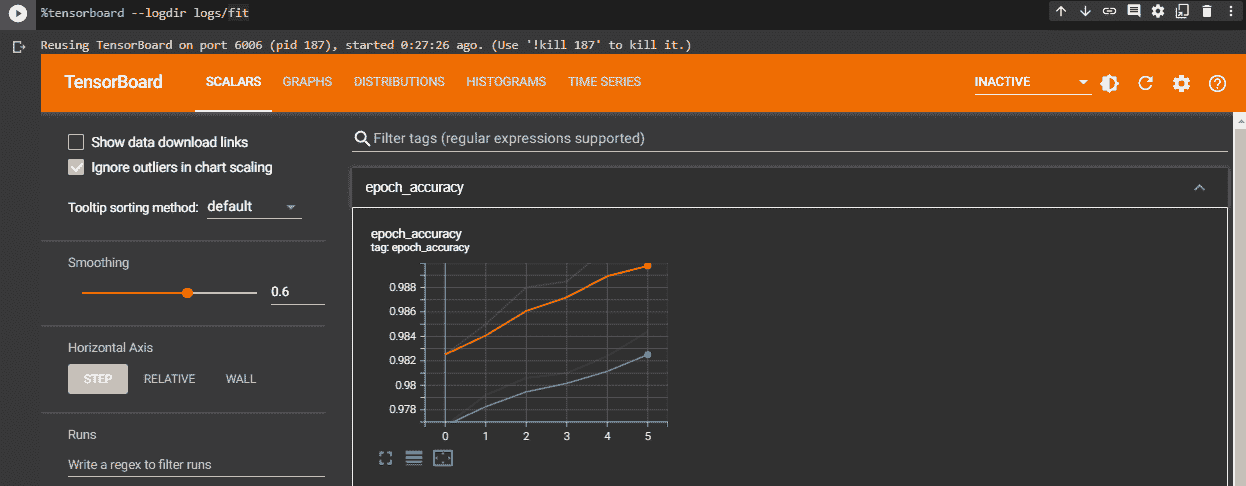 %tensorboard --logdir logs/fit
Reusing TensorBoard on port 6006 (pid 187), started 0:27:26 ago. (Use '!kill 187' to kill it.)
TensorBoard SCALARS GRAPHS DISTRIBUTIONS HISTOGRAMS TIME SERIES INACTIVE
Show data download links
Ignore outliers in chart scaling
Tooltip sorting method: default
Smoothing
0.6
Horizontal Axis
STEP RELATIVE WALL
Runs
Write a regex to filter runs
Filter tags (regular expressions supported)
epoch_accuracy
epoch_accuracy
tag: epoch_accuracy
0.988
0.986
0.984
0.982
0.98
0.978
0 1 2 3 4 5